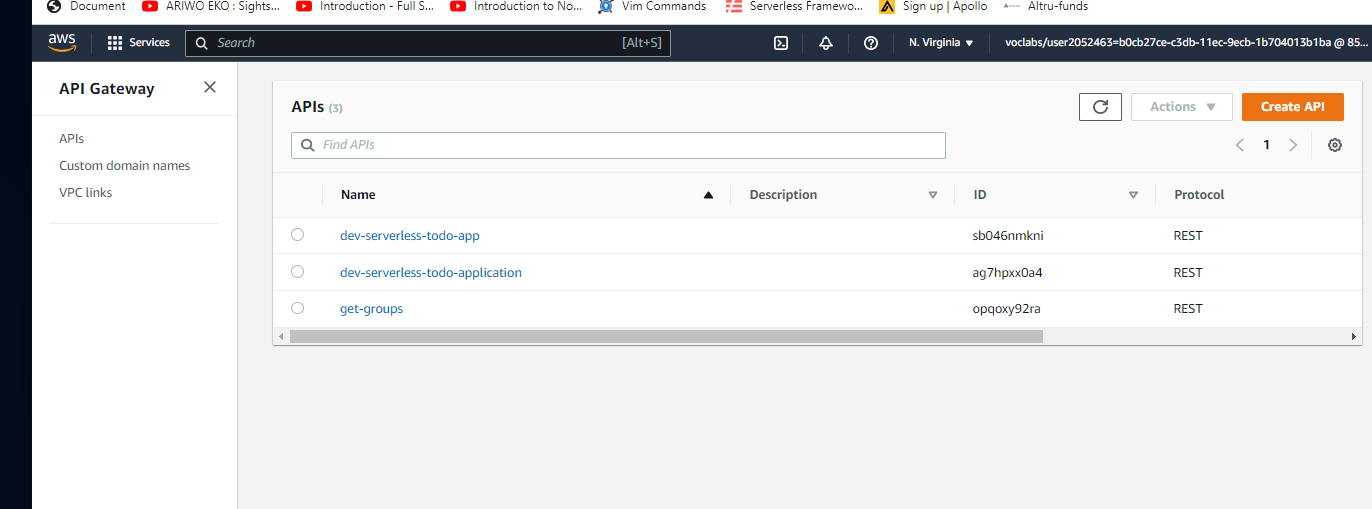 Document ARIWO EKO : Sights... Introduction - Full S... Introduction to No... Vim Commands Serverless Framewo... Sign up | Apollo Altru-funds
aws Services Search [Alt+S] N. Virginia voclabs/user2052463=b0cb27ce-c3db-11ec-9ecb-1b704013b1ba @ 85...
API Gateway
APIs
Custom domain names
VPC links
APIs (3) Actions Create API
Find APIs 1
Name Description ID Protocol
dev-serverless-todo-app sb046nmkni REST
dev-serverless-todo-application ag7hpxx0a4 REST
get-groups opqoxy92ra REST